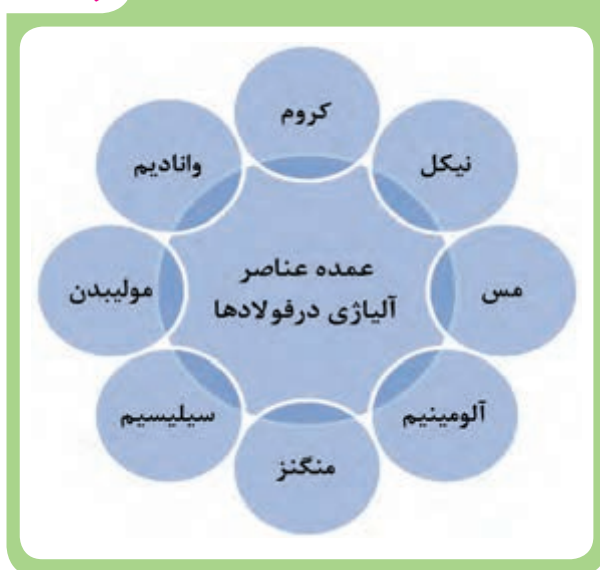 کروم
نیکل
مس
آلومینیم
منگنز
سیلیسیم
مولیبدن
وانادیم
عمده عناصر
آلیاژی درفولادها